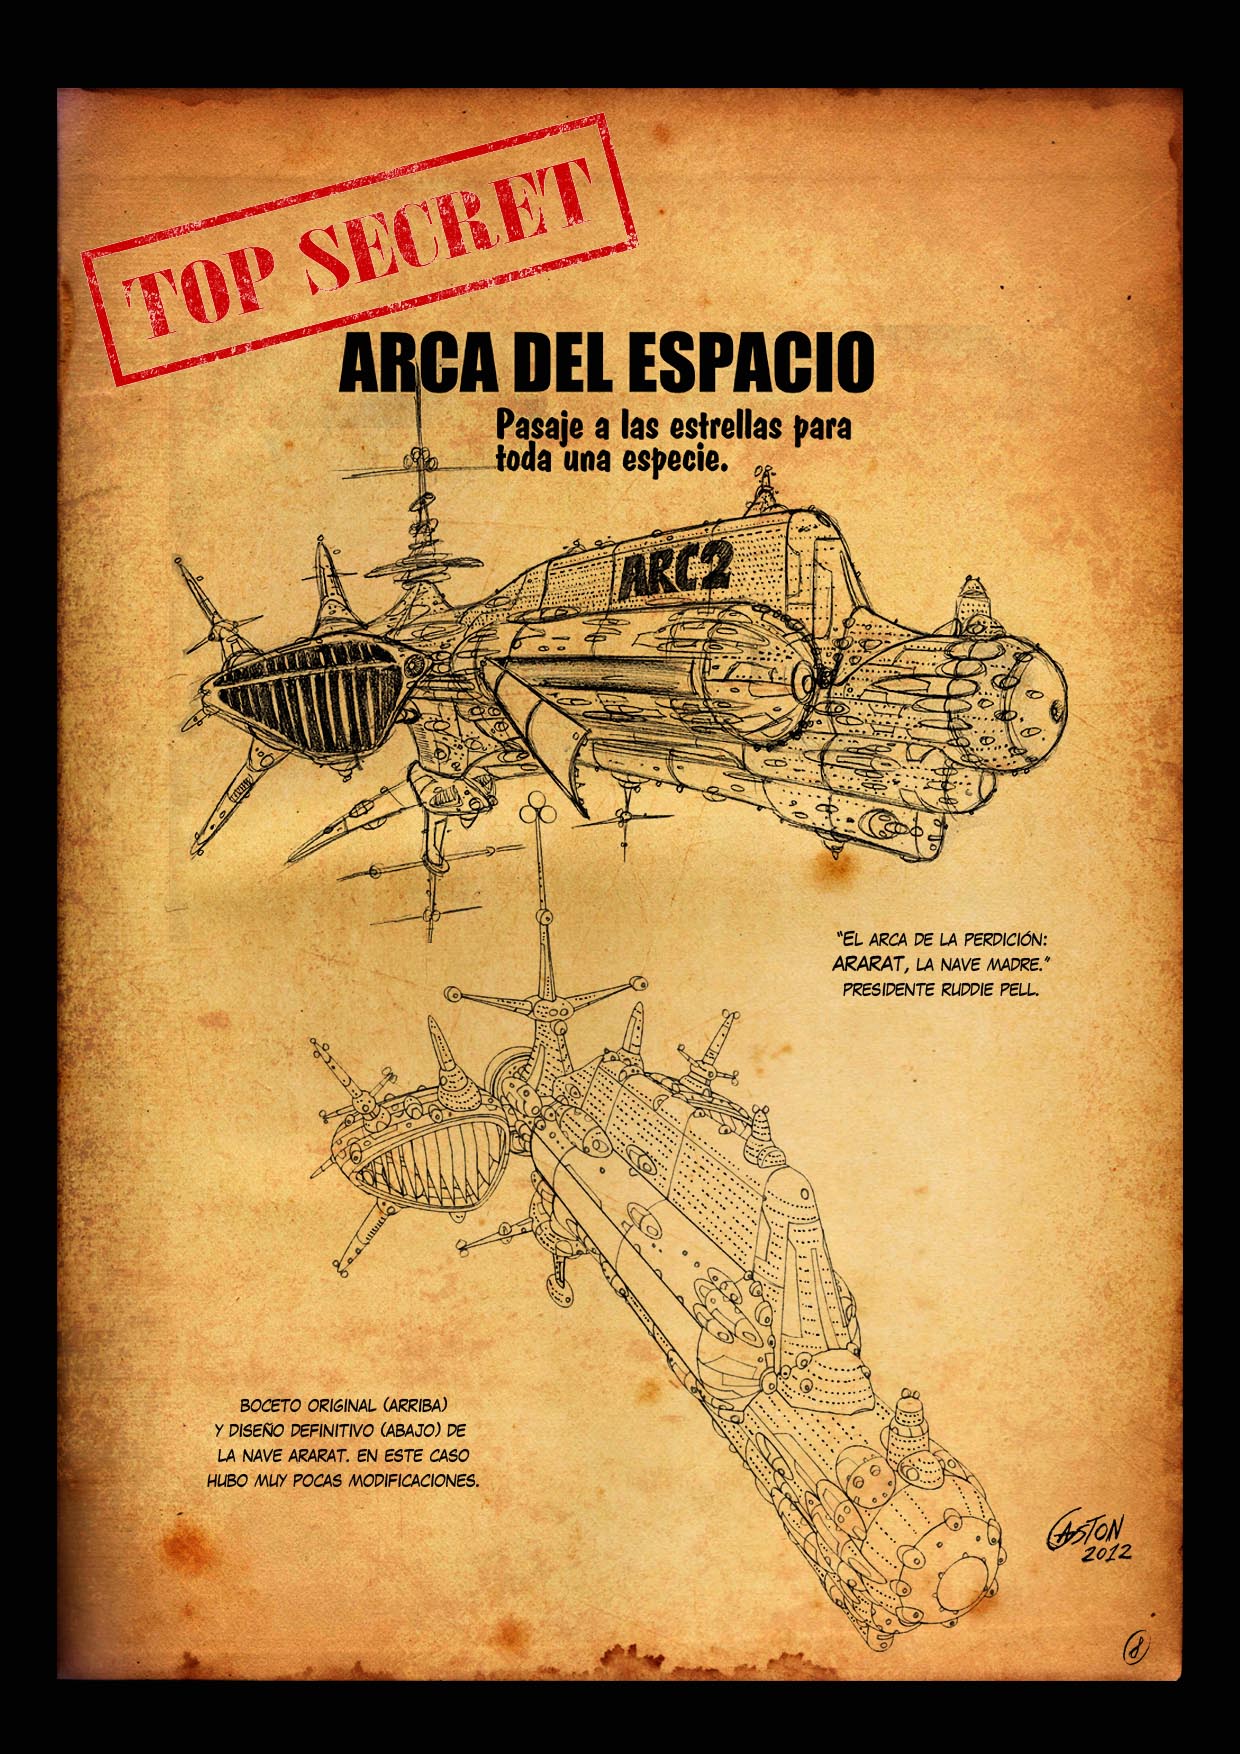 TOP SECRET
ARCA DEL ESPACIO
Pasaje a las estrellas para
toda una especie.
ARC2
"EL ARCA DE LA PERDICIÓN:
ARARAT, LA NAVE MADRE."
PRESIDENTE RUDDIE PELL.
BOCETO ORIGINAL (ARRIBA)
Y DISEÑO DEFINITIVO (ABAJO) DE
LA NAVE ARARAT. EN ESTE CASO
HUBO MUY POCAS MODIFICACIONES.
GASTON
2012
8